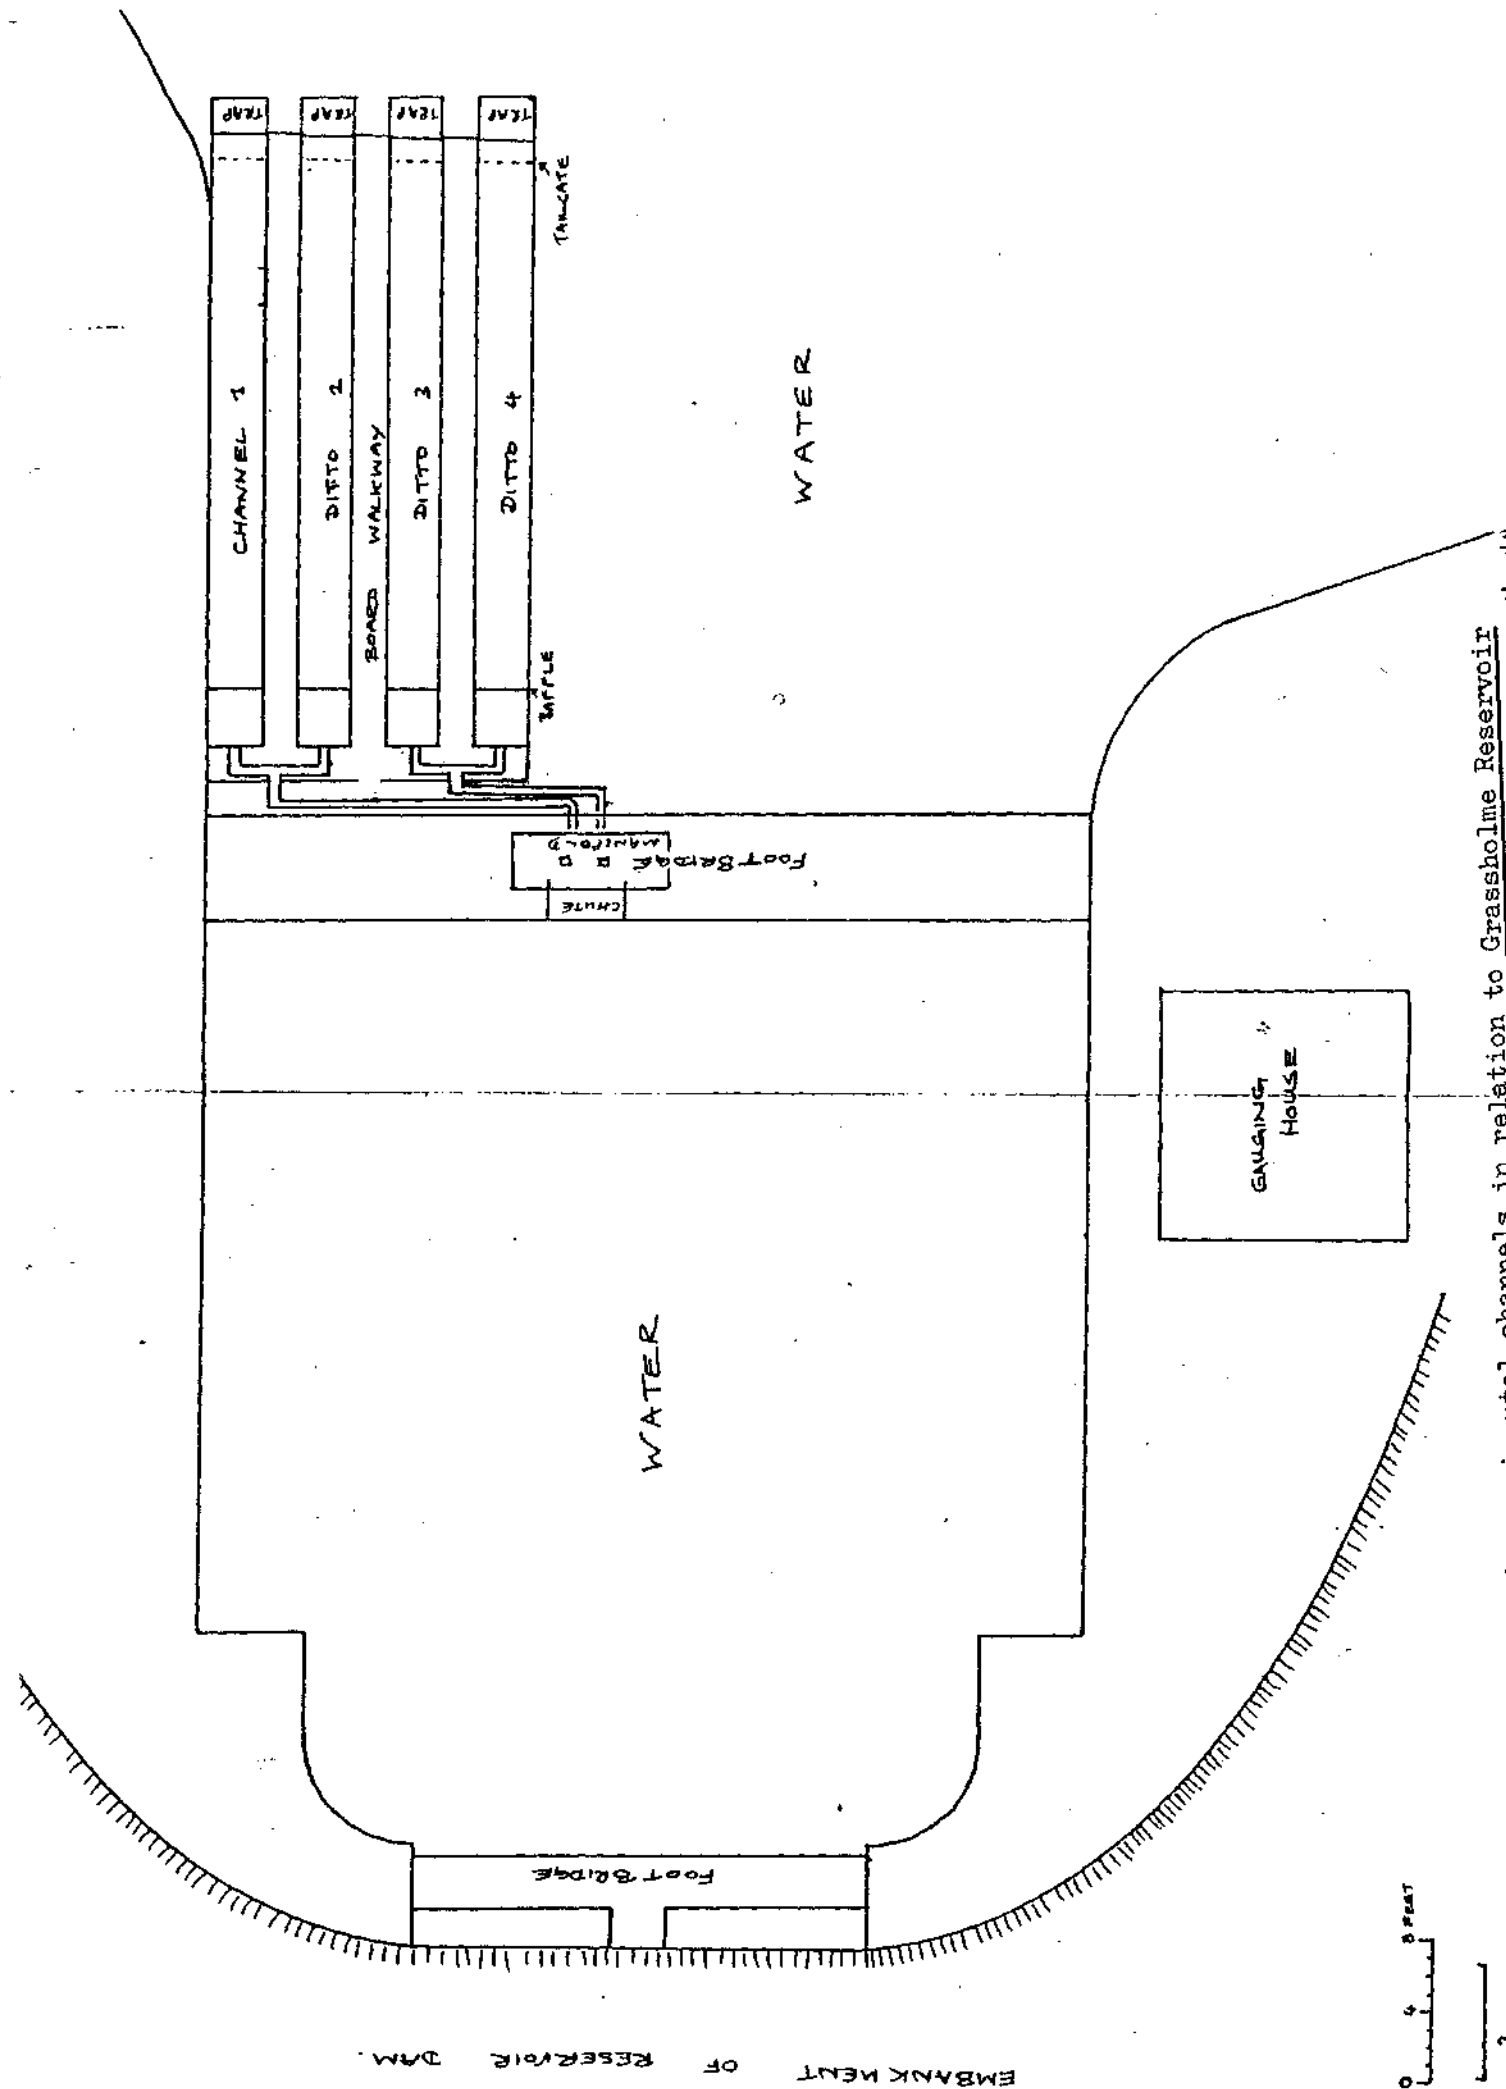 TRAP
TRAP
TRAP
TRAP
CHANNEL 1
DITTO 2
BOARD WALKWAY
DITTO 3
DITTO 4
TAILGATE
BAFFLE
WATER
MANIFOLD
FOOT BRIDGE
CHUTE
GAUGING
HOUSE
WATER
FOOT BRIDGE
EMBANKMENT OF RESERVOIR DAM.
0 4 8 FEET
2
channels in relation to Grassholme Reservoir